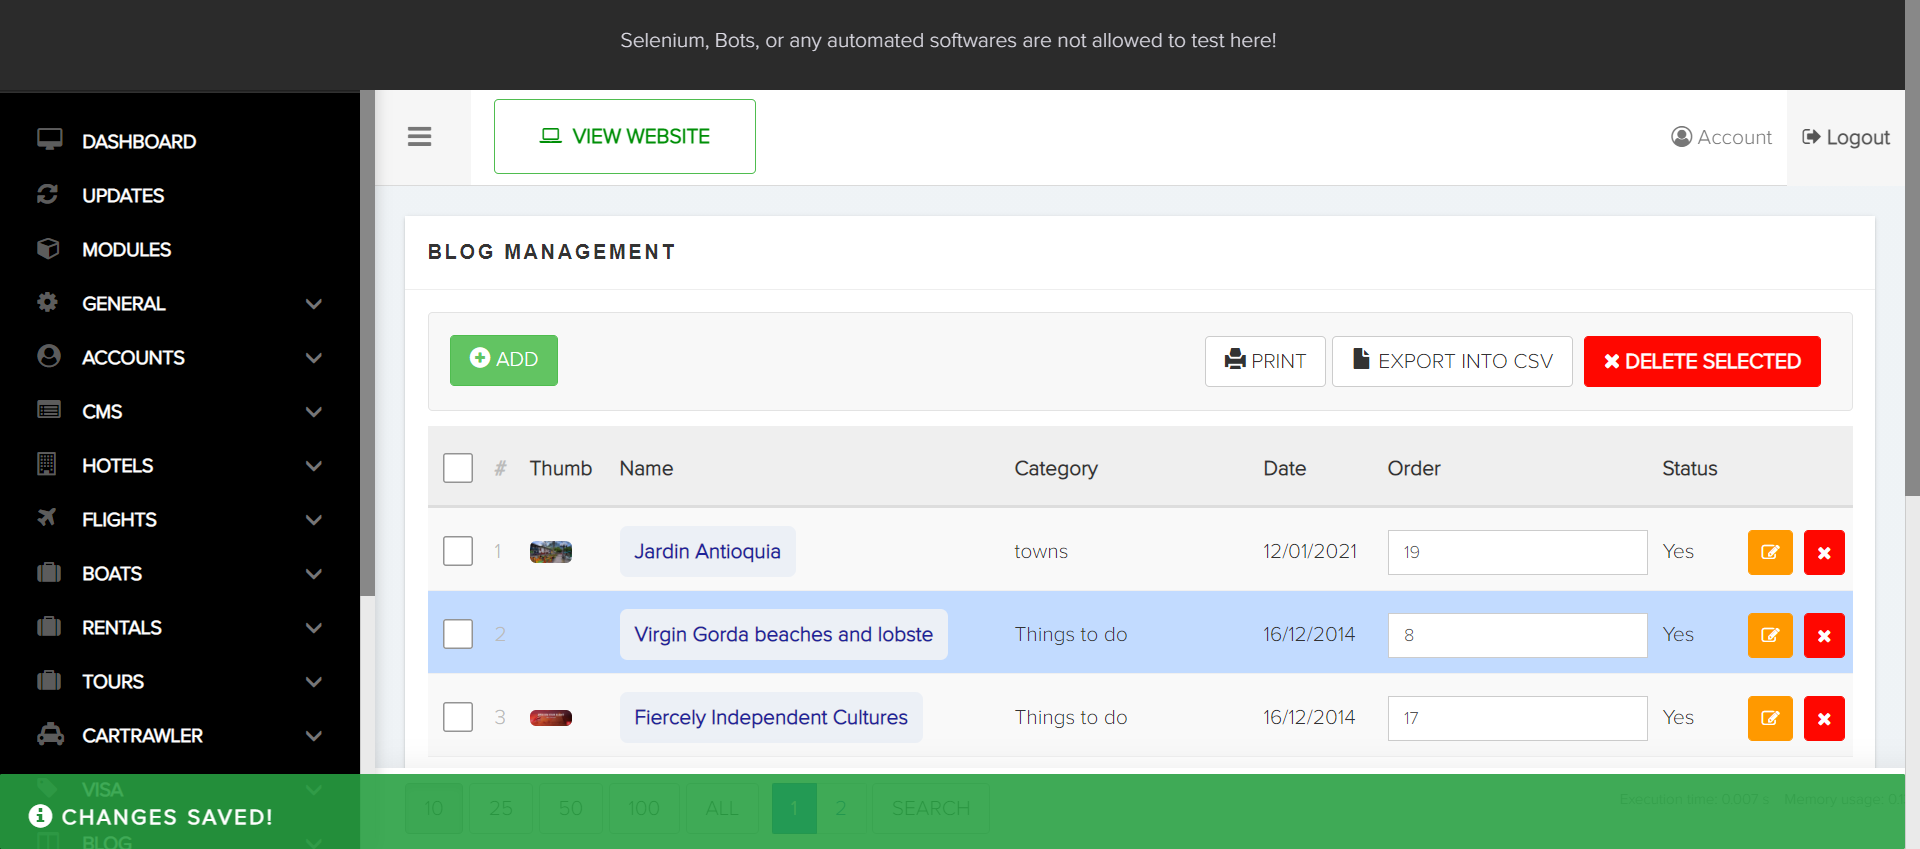 Selenium, Bots, or any automated softwares are not allowed to test here!
DASHBOARD
UPDATES
MODULES
GENERAL
ACCOUNTS
CMS
HOTELS
FLIGHTS
BOATS
RENTALS
TOURS
CARTRAWLER
VISA
BLOG
VIEW WEBSITE
Account
Logout
BLOG MANAGEMENT
ADD
PRINT
EXPORT INTO CSV
DELETE SELECTED
# Thumb Name Category Date Order Status
1 Jardin Antioquia towns 12/01/2021 19 Yes
2 Virgin Gorda beaches and lobste Things to do 16/12/2014 8 Yes
3 Fiercely Independent Cultures Things to do 16/12/2014 17 Yes
10 25 50 100 ALL 1 2 SEARCH
Execution time: 0.007 s Memory usage:
CHANGES SAVED!